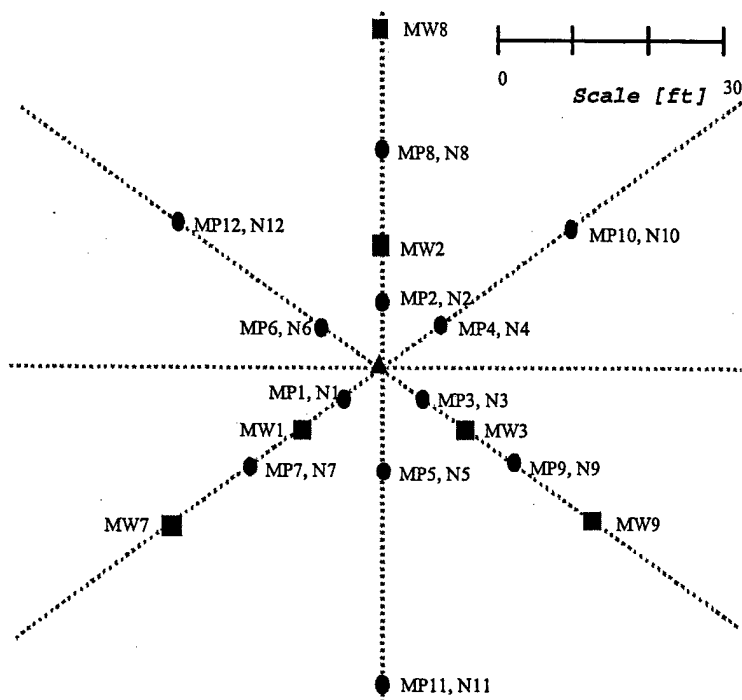 MW8
0
30
Scale [ft]
MP8, N8
MP12, N12
MP10, N10
MW2
MP2, N2
MP6, N6
MP4, N4
MP1, N1
MP3, N3
MW1
MW3
MP7, N7
MP5, N5
MP9, N9
MW7
MW9
MP11, N11